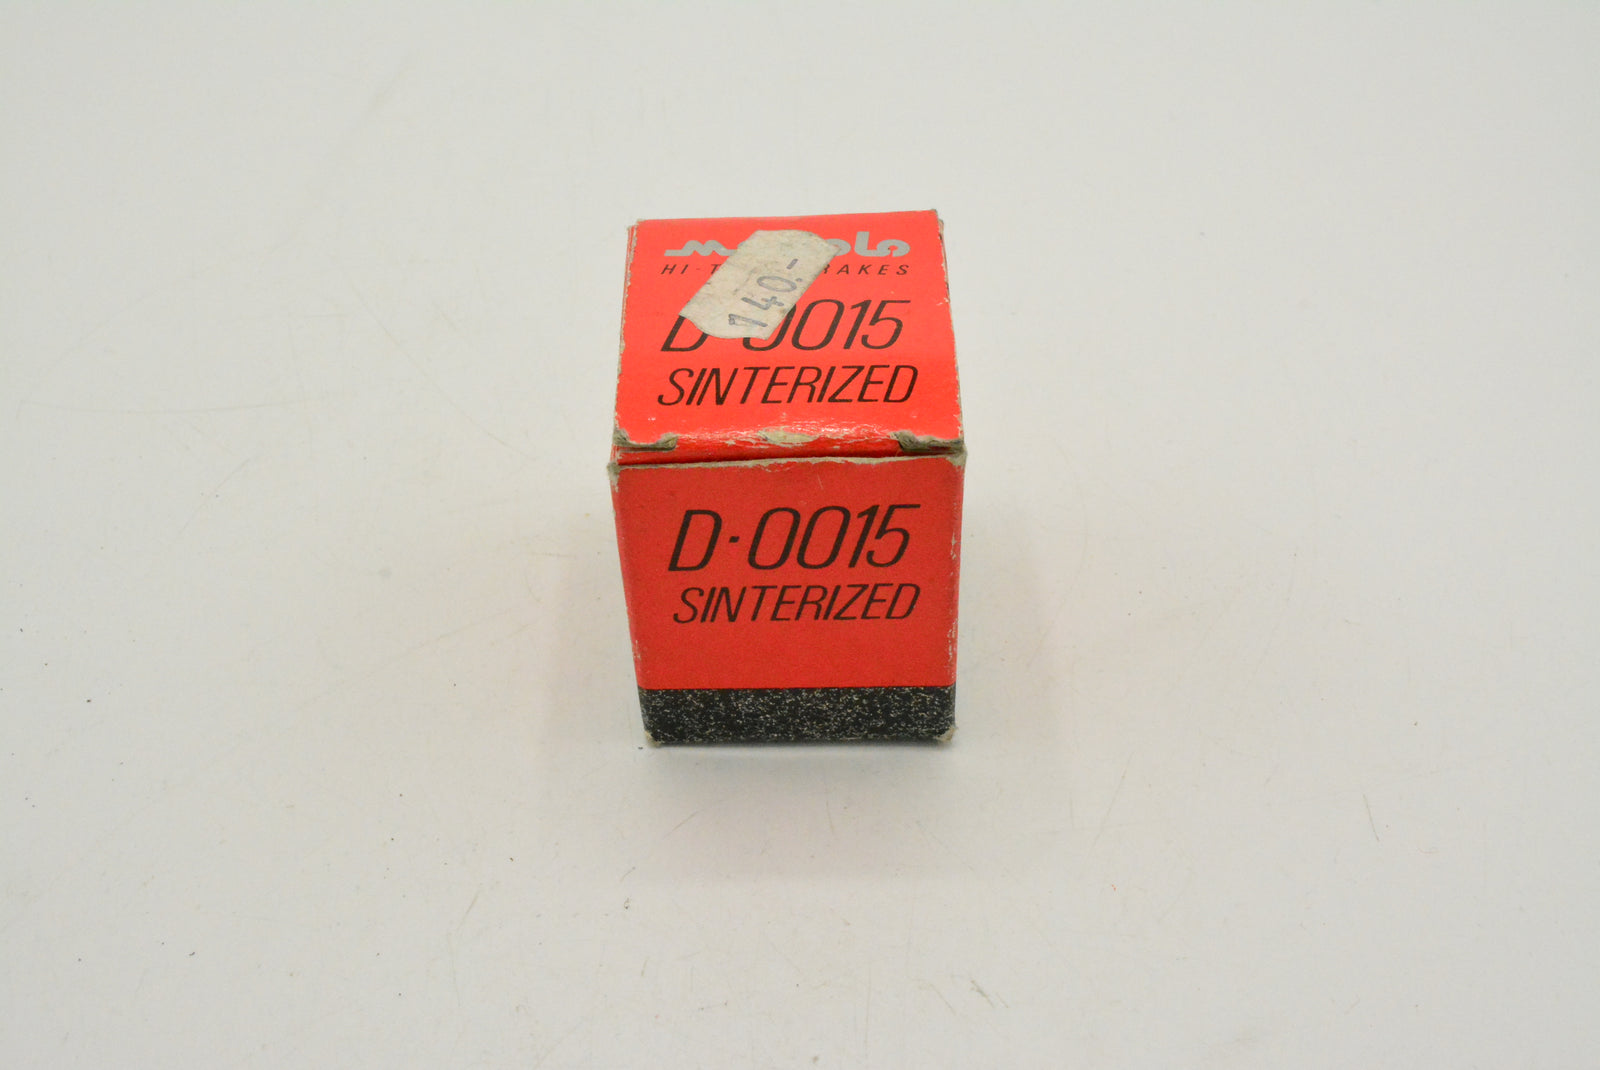 HI-T
RAKES
140.-
D-0015
SINTERIZED
D·0015
SINTERIZED